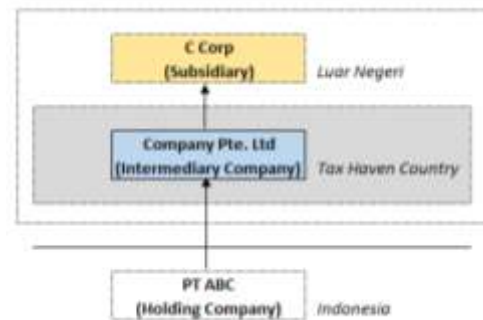 C Corp
(Subsidiary)
Luar Negeri
Company Pte. Ltd
(Intermediary Company)
Tax Haven Country
PT ABC
(Holding Company)
Indonesia